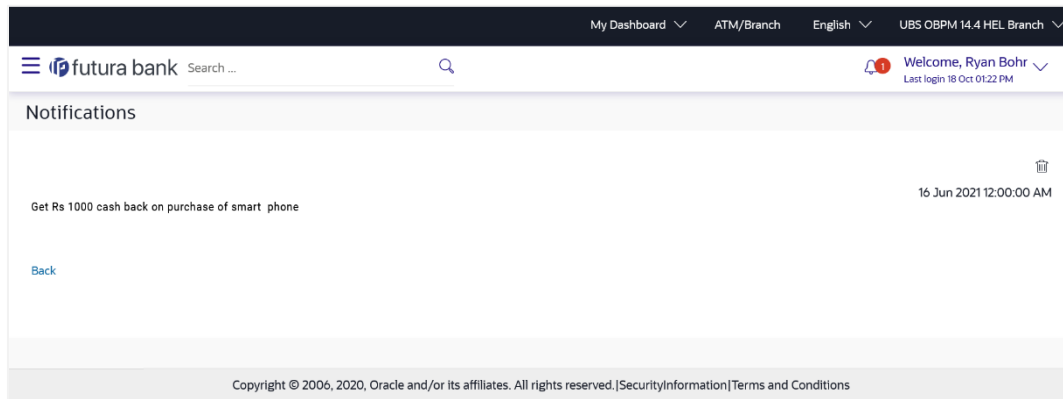 My Dashboard ATM/Branch English UBS OBPM 14.4 HEL Branch
futura bank Search ... 1 Welcome, Ryan Bohr
Last login 18 Oct 01:22 PM
Notifications
16 Jun 2021 12:00:00 AM
Get Rs 1000 cash back on purchase of smart phone
Back
Copyright © 2006, 2020, Oracle and/or its affiliates. All rights reserved.|SecurityInformation|Terms and Conditions